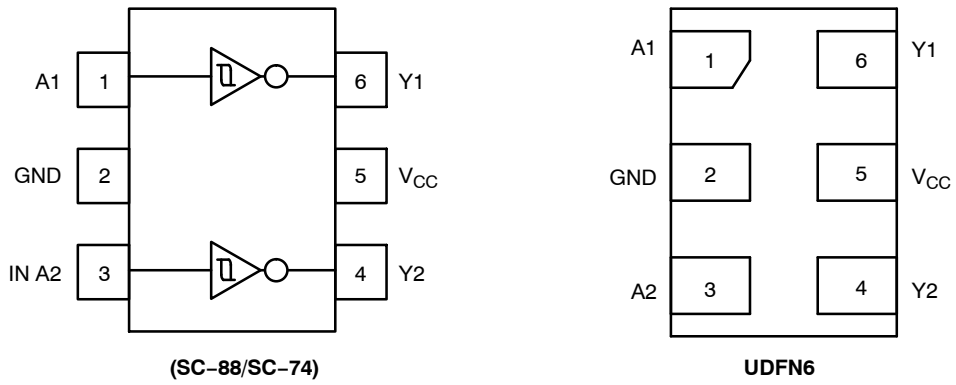 A1 1 6 Y1
GND 2 5 VCC
IN A2 3 4 Y2
(SC−88/SC−74)
A1 1 6 Y1
GND 2 5 VCC
A2 3 4 Y2
UDFN6